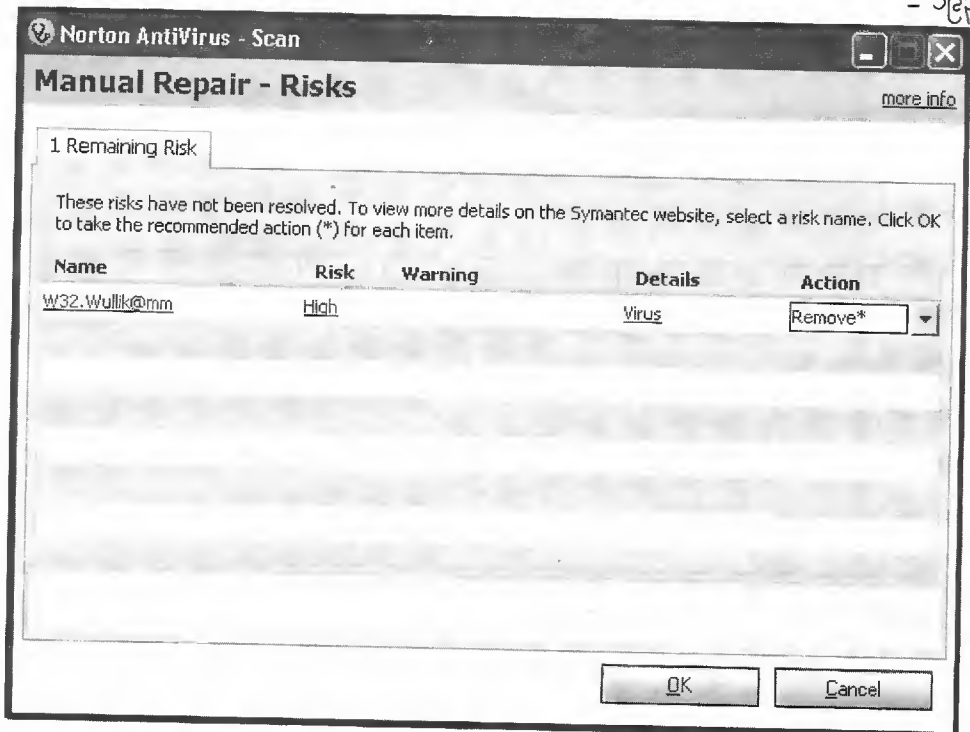 Norton AntiVirus - Scan
Manual Repair - Risks
more info
1 Remaining Risk
These risks have not been resolved. To view more details on the Symantec website, select a risk name. Click OK
to take the recommended action (*) for each item.
Name Risk Warning Details Action
W32.Wullik@mm High Virus Remove*
OK Cancel